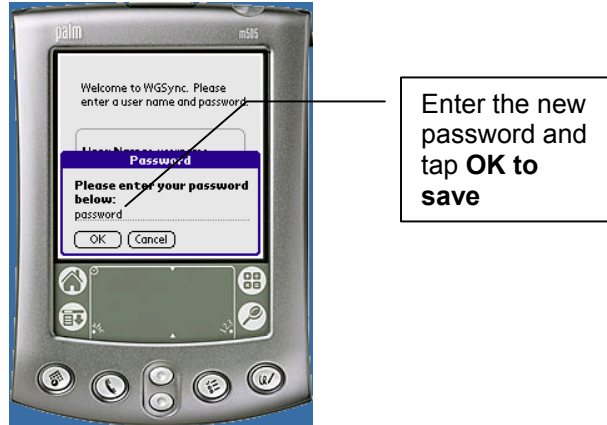 palm
m505
Welcome to WGSync. Please
enter a user name and password.
Password
Please enter your password
below:
password
OK
Cancel
Enter the new
password and
tap OK to
save